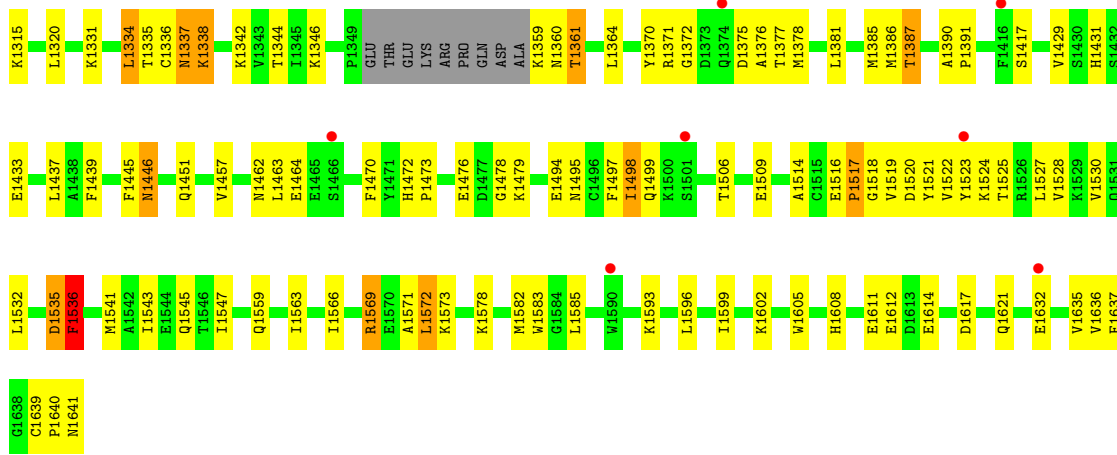 K1315 L1320 K1331 L1334 T1335 C1336 N1337 K1338 K1342 V1343 T1344 I1345 K1346 P1349 GLU THR GLU LYS ARG PRO GLN ASP ALA K1359 N1360 T1361 L1364 Y1370 R1371 G1372 D1373 Q1374 D1375 A1376 T1377 M1378 L1381 M1385 M1386 T1387 A1390 P1391 F1416 S1417 V1429 S1430 H1431 S1432
E1433 L1437 A1438 F1439 F1445 N1446 Q1451 V1457 N1462 L1463 E1464 E1465 S1466 F1470 Y1471 H1472 P1473 E1476 D1477 G1478 K1479 E1494 N1495 C1496 F1497 I1498 Q1499 K1500 S1501 T1506 E1509 A1514 C1515 E1516 P1517 G1518 V1519 D1520 Y1521 V1522 Y1523 K1524 T1525 R1526 L1527 V1528 K1529 V1530 Q1531
L1532 D1535 F1536 M1541 A1542 I1543 E1544 Q1545 T1546 I1547 Q1559 I1563 I1566 R1569 E1570 A1571 L1572 K1573 K1578 M1582 W1583 G1584 L1585 W1590 K1593 L1596 I1599 K1602 W1605 H1608 E1611 E1612 D1613 E1614 D1617 Q1621 E1632 V1635 V1636 F1637
G1638 C1639 P1640 N1641